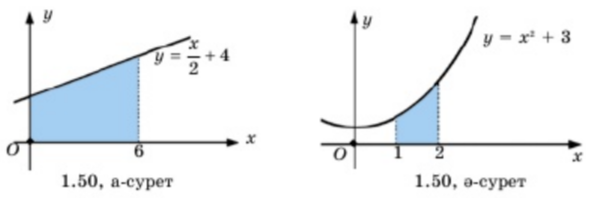 y
y = x/2 + 4
O
6
x
1.50, а-сурет
y
y = x² + 3
O
1
2
x
1.50, ә-сурет